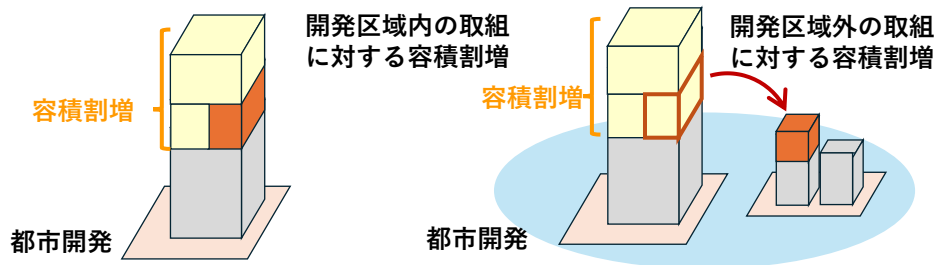 開発区域内の取組
に対する容積割増
容積割増
都市開発
開発区域外の取組
に対する容積割増
容積割増
都市開発